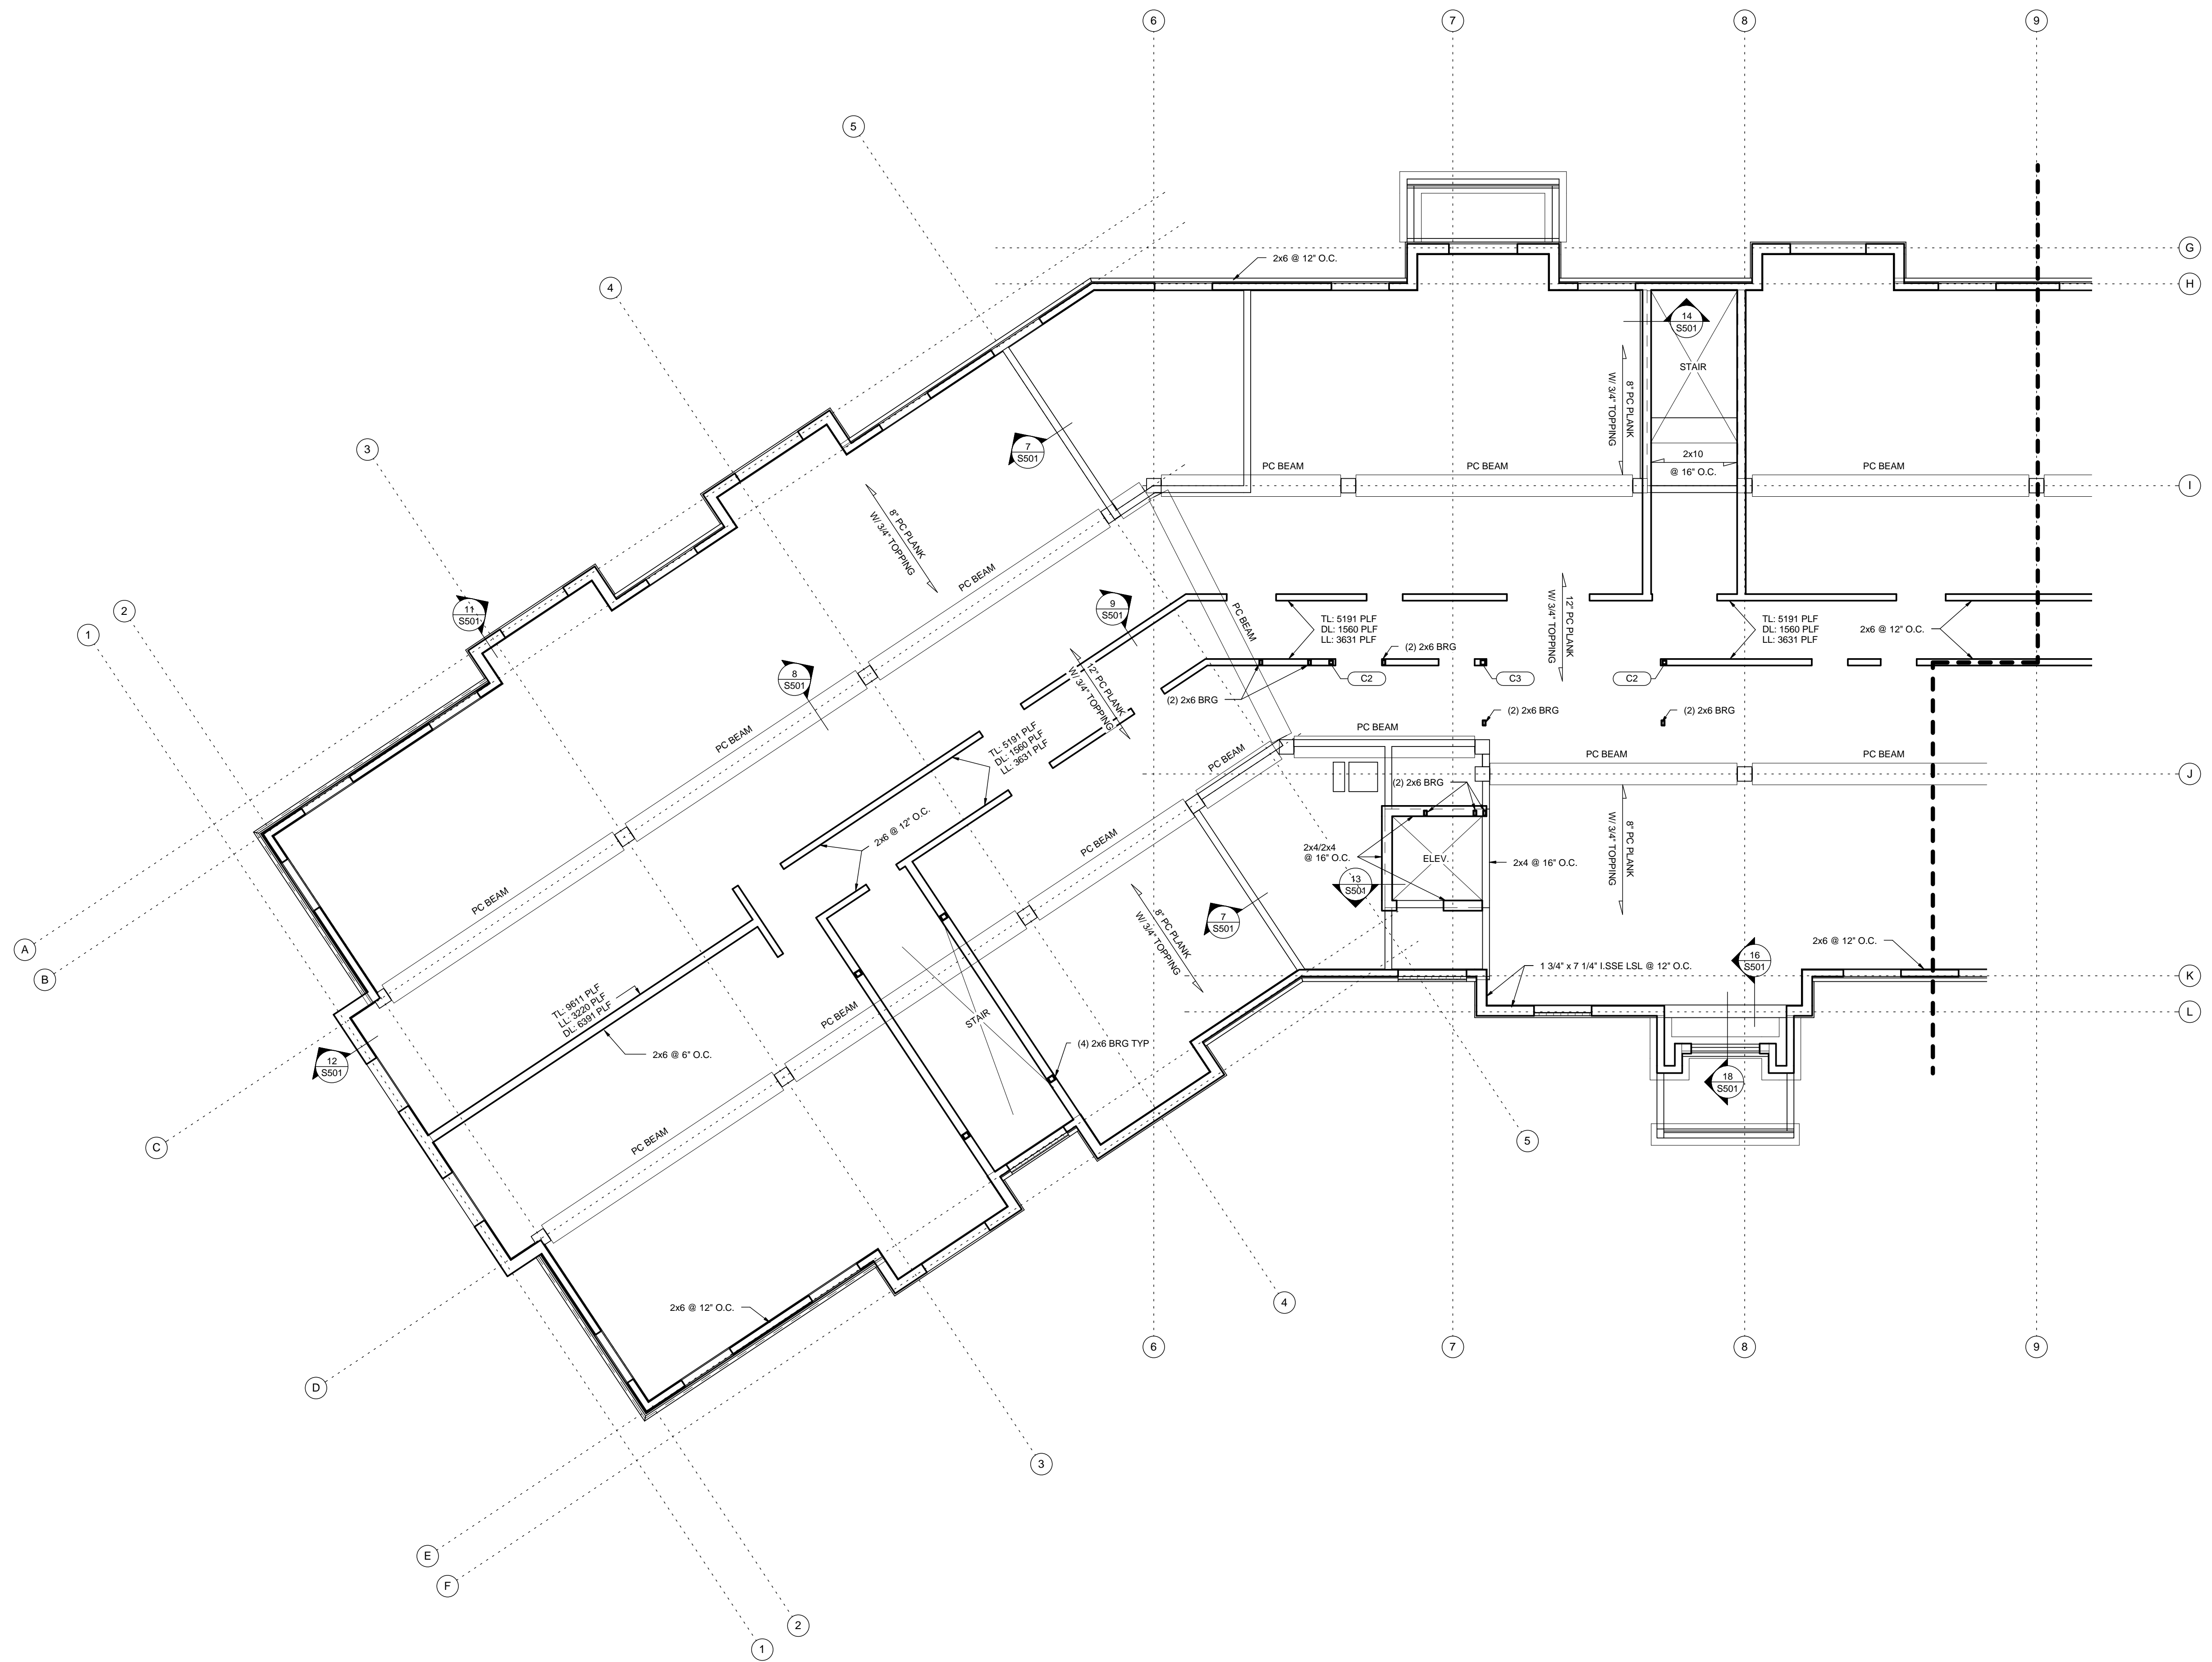 6
7
8
9
5
4
3
2
1
G
H
2x6 @ 12" O.C.
14
S501
STAIR
8" PC PLANK
W/ 3/4" TOPPING
7
S501
8" PC PLANK
W/ 3/4" TOPPING
2x10
@ 16" O.C.
PC BEAM
PC BEAM
PC BEAM
I
PC BEAM
11
S501
9
S501
PC BEAM
12" PC PLANK
W/ 3/4 TOPPING
TL: 5191 PLF
DL: 1560 PLF
LL: 3631 PLF
TL: 5191 PLF
DL: 1560 PLF
LL: 3631 PLF
2x6 @ 12" O.C.
(2) 2x6 BRG
C2
C3
C2
8
S501
12" PC PLANK
W/ 3/4" TOPPING
(2) 2x6 BRG
(2) 2x6 BRG
(2) 2x6 BRG
PC BEAM
TL: 5191 PLF
DL: 1560 PLF
LL: 3631 PLF
PC BEAM
PC BEAM
PC BEAM
PC BEAM
J
(2) 2x6 BRG
2x6 @ 12" O.C.
PC BEAM
2x4/2x4
@ 16" O.C.
ELEV.
2x4 @ 16" O.C.
8" PC PLANK
W/ 3/4" TOPPING
13
S501
PC BEAM
7
S501
8" PC PLANK
W/ 3/4" TOPPING
A
B
2x6 @ 12" O.C.
16
S501
1 3/4" x 7 1/4" I.SSE LSL @ 12" O.C.
K
L
TL: 9611 PLF
LL: 3220 PLF
DL: 6391 PLF
PC BEAM
STAIR
2x6 @ 6" O.C.
(4) 2x6 BRG TYP
12
S501
18
S501
C
PC BEAM
5
4
2x6 @ 12" O.C.
6
7
8
9
D
3
E
F
2
1